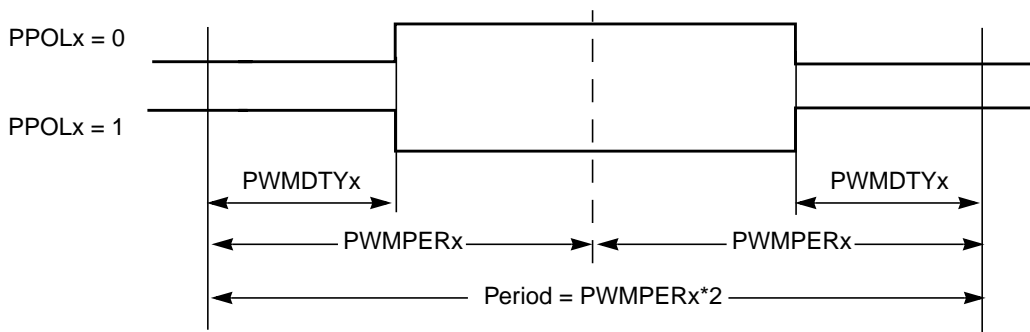 PPOLx = 0
PPOLx = 1
PWMDTYx
PWMDTYx
PWMPERx
PWMPERx
Period = PWMPERx*2